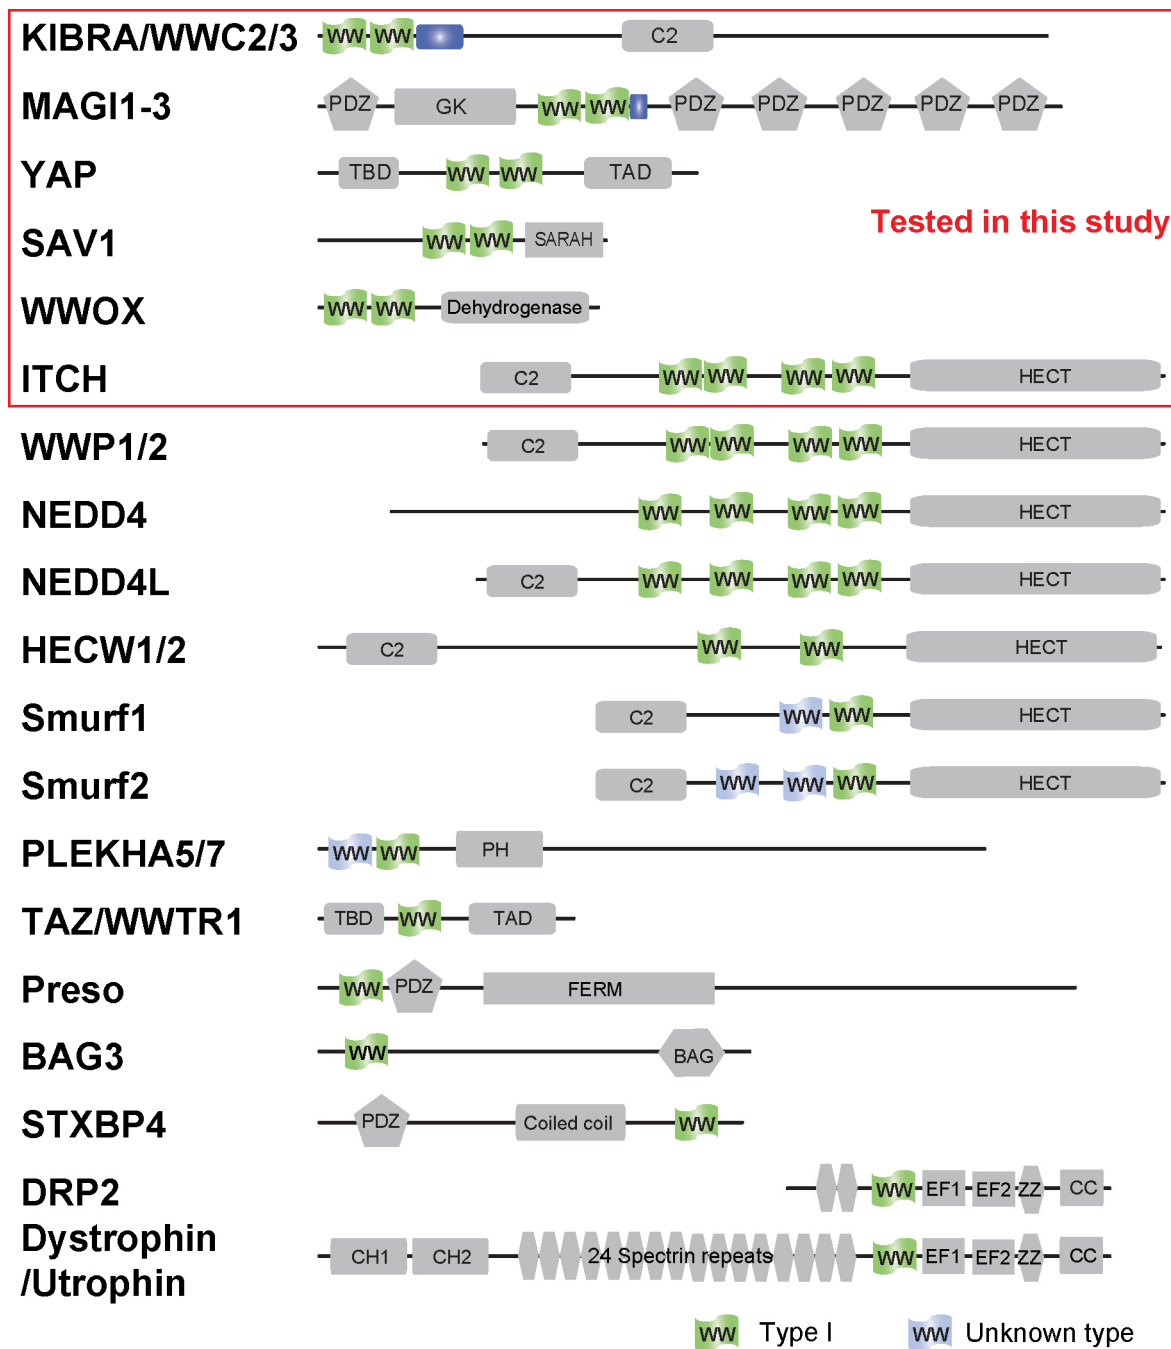 KIBRA/WWC2/3 WW WW C2
MAGI1-3 PDZ GK WW WW PDZ PDZ PDZ PDZ PDZ
YAP TBD WW WW TAD
Tested in this study
SAV1 WW WW SARAH
WWOX WW WW Dehydrogenase
ITCH C2 WW WW WW WW HECT
WWP1/2 C2 WW WW WW WW HECT
NEDD4 WW WW WW WW HECT
NEDD4L C2 WW WW WW WW HECT
HECW1/2 C2 WW WW HECT
Smurf1 C2 WW WW HECT
Smurf2 C2 WW WW WW HECT
PLEKHA5/7 WW WW PH
TAZ/WWTR1 TBD WW TAD
Preso WW PDZ FERM
BAG3 WW BAG
STXBP4 PDZ Coiled coil WW
DRP2 WW EF1 EF2 ZZ CC
Dystrophin
/Utrophin CH1 CH2 24 Spectrin repeats WW EF1 EF2 ZZ CC
WW Type I WW Unknown type